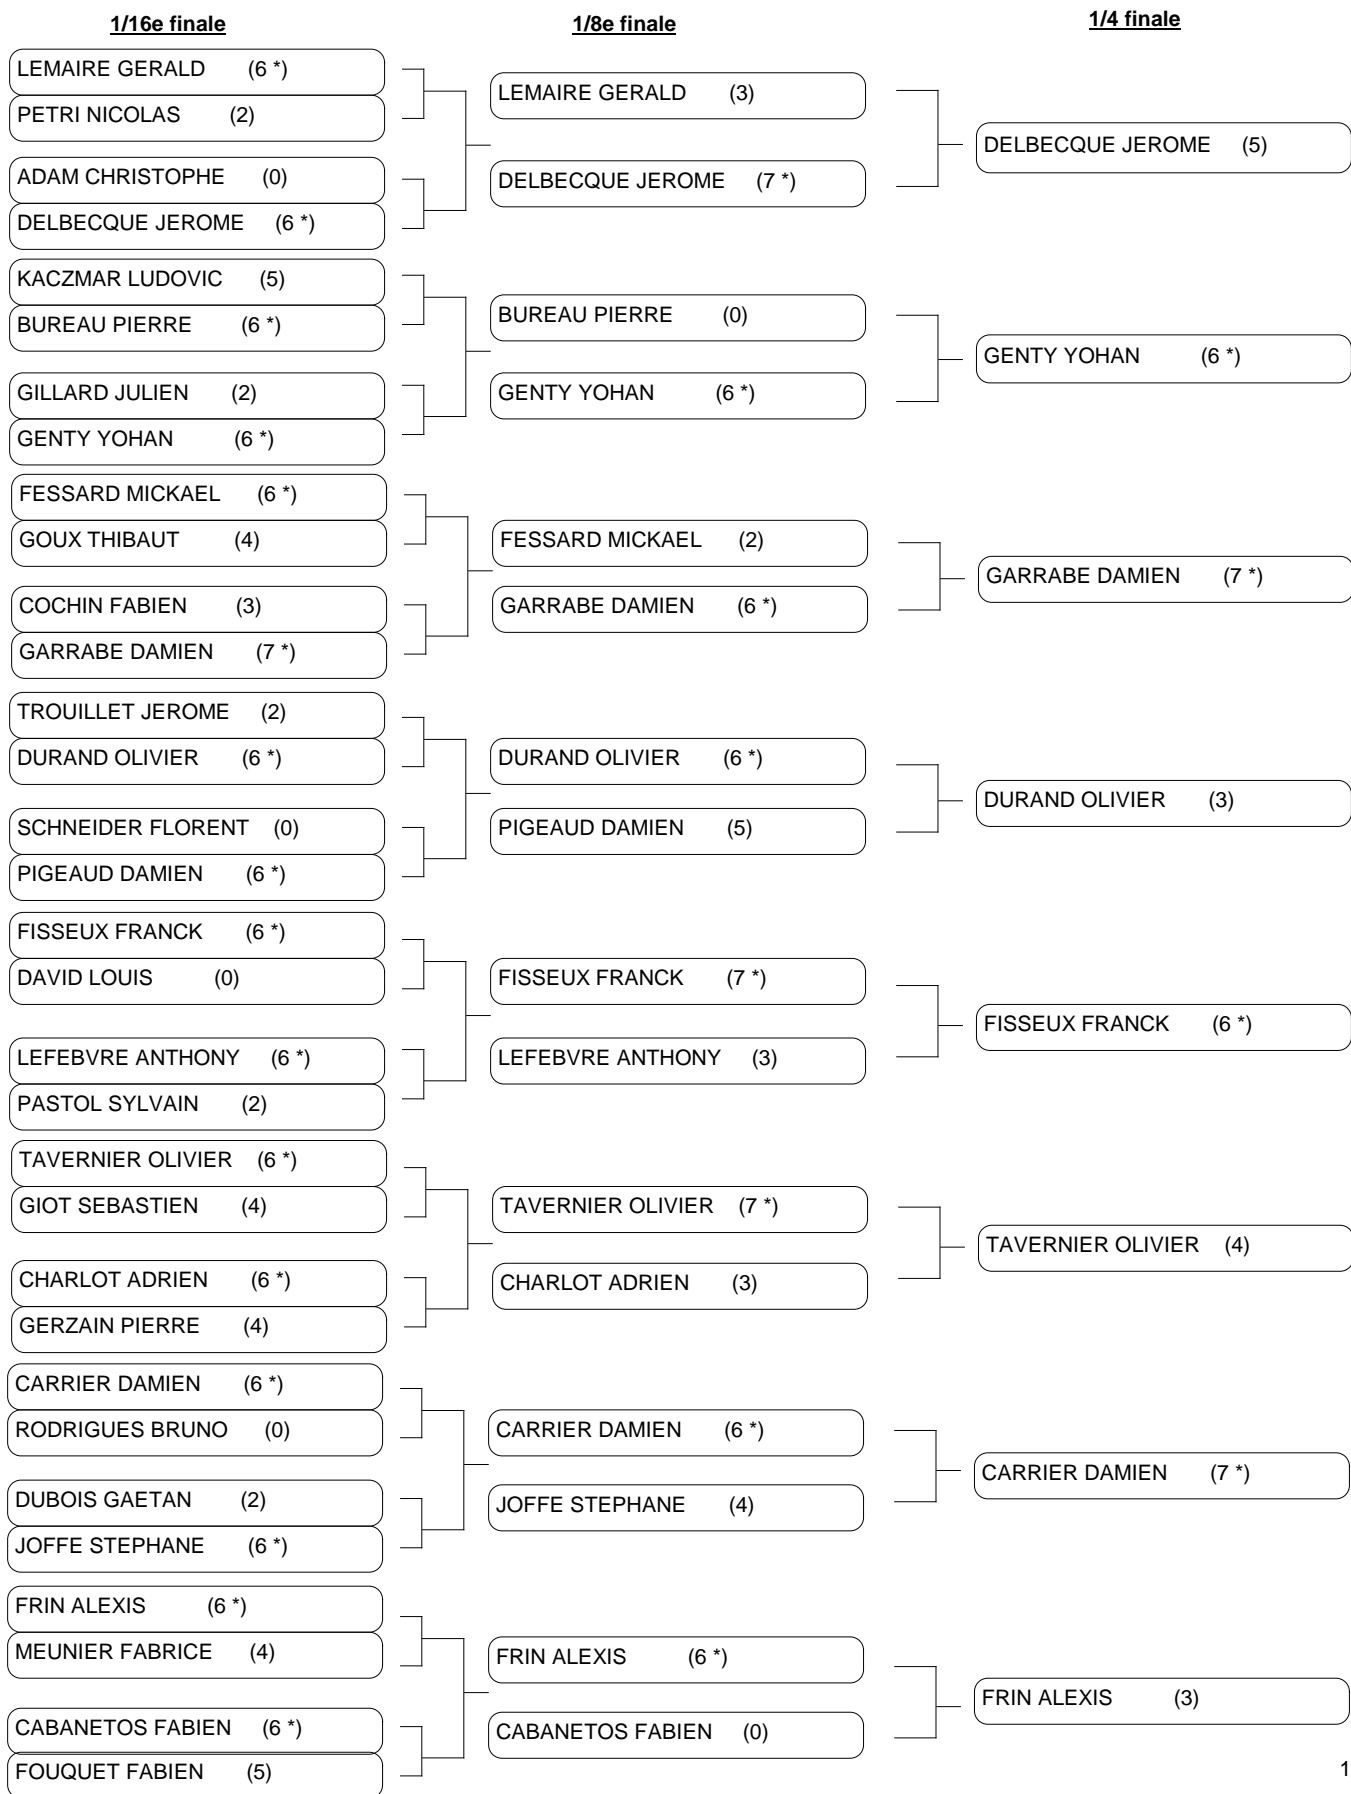 1/16e finale
1/8e finale
1/4 finale
LEMAIRE GERALD (6 *)
PETRI NICOLAS (2)
ADAM CHRISTOPHE (0)
DELBECQUE JEROME (6 *)
KACZMAR LUDOVIC (5)
BUREAU PIERRE (6 *)
GILLARD JULIEN (2)
GENTY YOHAN (6 *)
FESSARD MICKAEL (6 *)
GOUX THIBAUT (4)
COCHIN FABIEN (3)
GARRABE DAMIEN (7 *)
TROUILLET JEROME (2)
DURAND OLIVIER (6 *)
SCHNEIDER FLORENT (0)
PIGEAUD DAMIEN (6 *)
FISSEUX FRANCK (6 *)
DAVID LOUIS (0)
LEFEBVRE ANTHONY (6 *)
PASTOL SYLVAIN (2)
TAVERNIER OLIVIER (6 *)
GIOT SEBASTIEN (4)
CHARLOT ADRIEN (6 *)
GERZAIN PIERRE (4)
CARRIER DAMIEN (6 *)
RODRIGUES BRUNO (0)
DUBOIS GAETAN (2)
JOFFE STEPHANE (6 *)
FRIN ALEXIS (6 *)
MEUNIER FABRICE (4)
CABANETOS FABIEN (6 *)
FOUQUET FABIEN (5)
LEMAIRE GERALD (3)
DELBECQUE JEROME (7 *)
BUREAU PIERRE (0)
GENTY YOHAN (6 *)
FESSARD MICKAEL (2)
GARRABE DAMIEN (6 *)
DURAND OLIVIER (6 *)
PIGEAUD DAMIEN (5)
FISSEUX FRANCK (7 *)
LEFEBVRE ANTHONY (3)
TAVERNIER OLIVIER (7 *)
CHARLOT ADRIEN (3)
CARRIER DAMIEN (6 *)
JOFFE STEPHANE (4)
FRIN ALEXIS (6 *)
CABANETOS FABIEN (0)
DELBECQUE JEROME (5)
GENTY YOHAN (6 *)
GARRABE DAMIEN (7 *)
DURAND OLIVIER (3)
FISSEUX FRANCK (6 *)
TAVERNIER OLIVIER (4)
CARRIER DAMIEN (7 *)
FRIN ALEXIS (3)
1